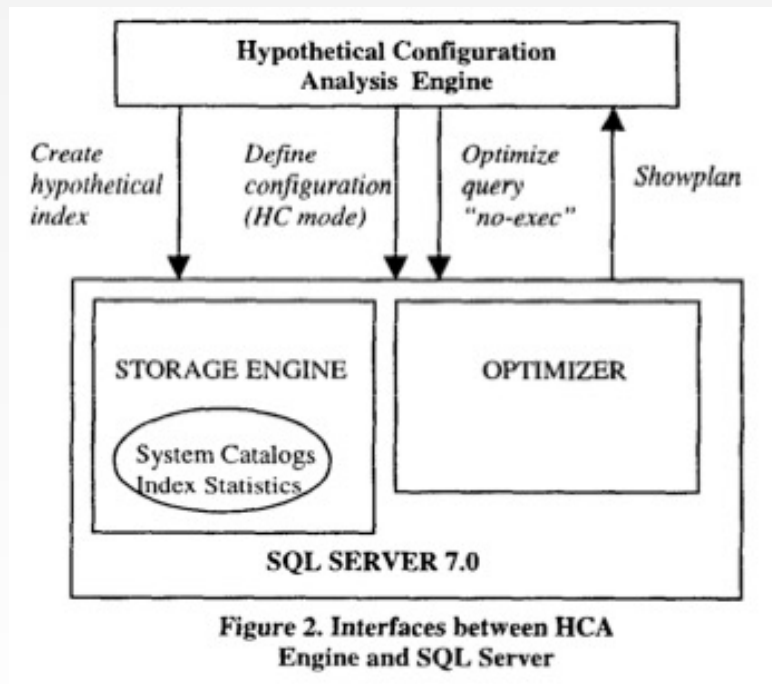 Hypothetical Configuration
Analysis Engine
Create
hypothetical
index
Define
configuration
(HC mode)
Optimize
query
"no-exec"
Showplan
STORAGE ENGINE
System Catalogs
Index Statistics
OPTIMIZER
SQL SERVER 7.0
Figure 2. Interfaces between HCA
Engine and SQL Server